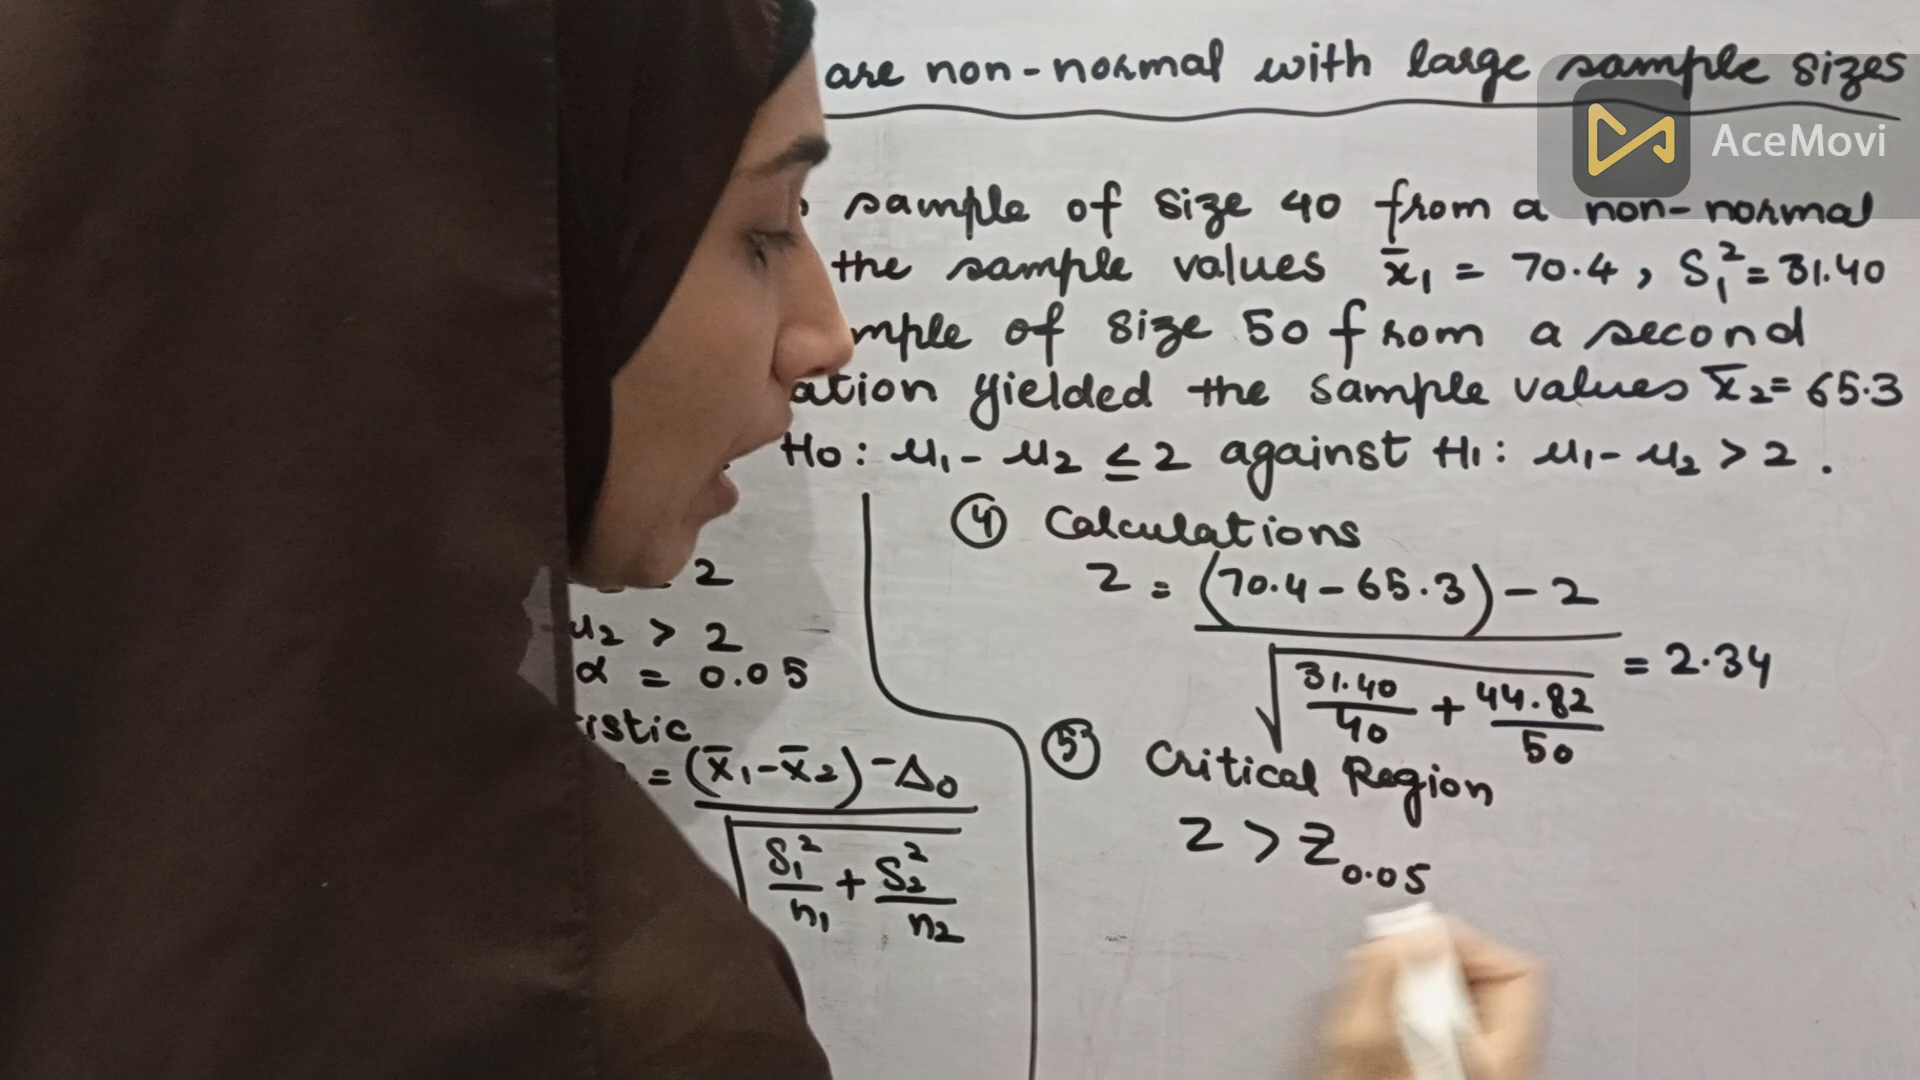 are non-normal with large sample sizes
AceMovi
sample of size 40 from a non-normal
the sample values x̄₁ = 70.4, S₁² = 31.40
mple of size 50 from a second
ation yielded the sample values x̄₂ = 65.3
H₀: μ₁ - μ₂ ≤ 2 against H₁: μ₁ - μ₂ > 2.
2
μ₂ > 2
α = 0.05
istic
= (x̄₁ - x̄₂) - Δ₀
√ S₁²/n₁ + S₂²/n₂
④ Calculations
Z = (70.4 - 65.3) - 2
√ 31.40/40 + 44.82/50 = 2.34
⑤ Critical Region
Z > Z₀.₀₅